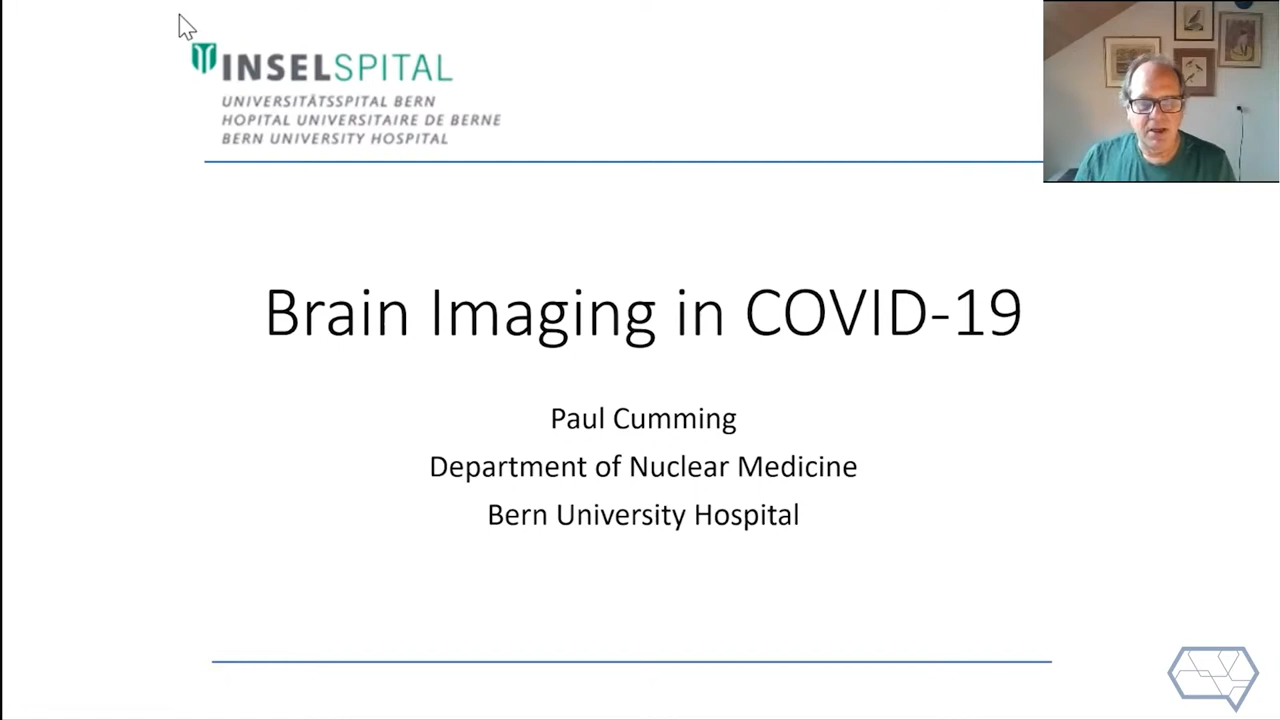 INSELSPITAL
UNIVERSITÄTSSPITAL BERN
HOPITAL UNIVERSITAIRE DE BERNE
BERN UNIVERSITY HOSPITAL
Brain Imaging in COVID-19
Paul Cumming
Department of Nuclear Medicine
Bern University Hospital